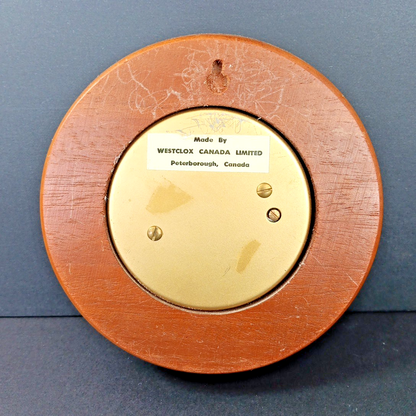 Made By
WESTCLOX CANADA LIMITED
Peterborough, Canada